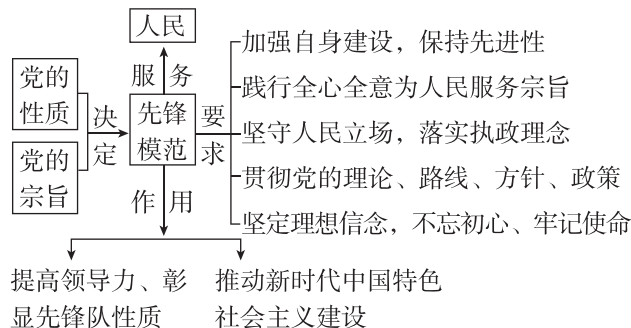 人民
服务
党的
性质
决定
党的
宗旨
先锋
模范
要求
加强自身建设，保持先进性
践行全心全意为人民服务宗旨
坚守人民立场，落实执政理念
贯彻党的理论、路线、方针、政策
坚定理想信念，不忘初心、牢记使命
作用
提高领导力、彰
显先锋队性质
推动新时代中国特色
社会主义建设